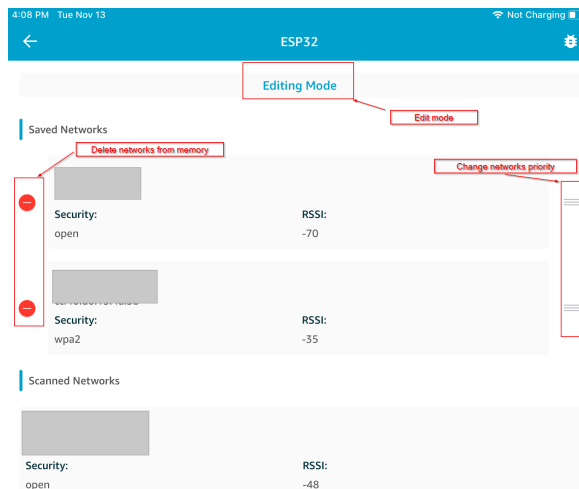 4:08 PM Tue Nov 13 Not Charging
ESP32
Editing Mode
Edit mode
Saved Networks
Delete networks from memory
Change networks priority
Security: RSSI:
open -70
Security: RSSI:
wpa2 -35
Scanned Networks
Security: RSSI:
open -48